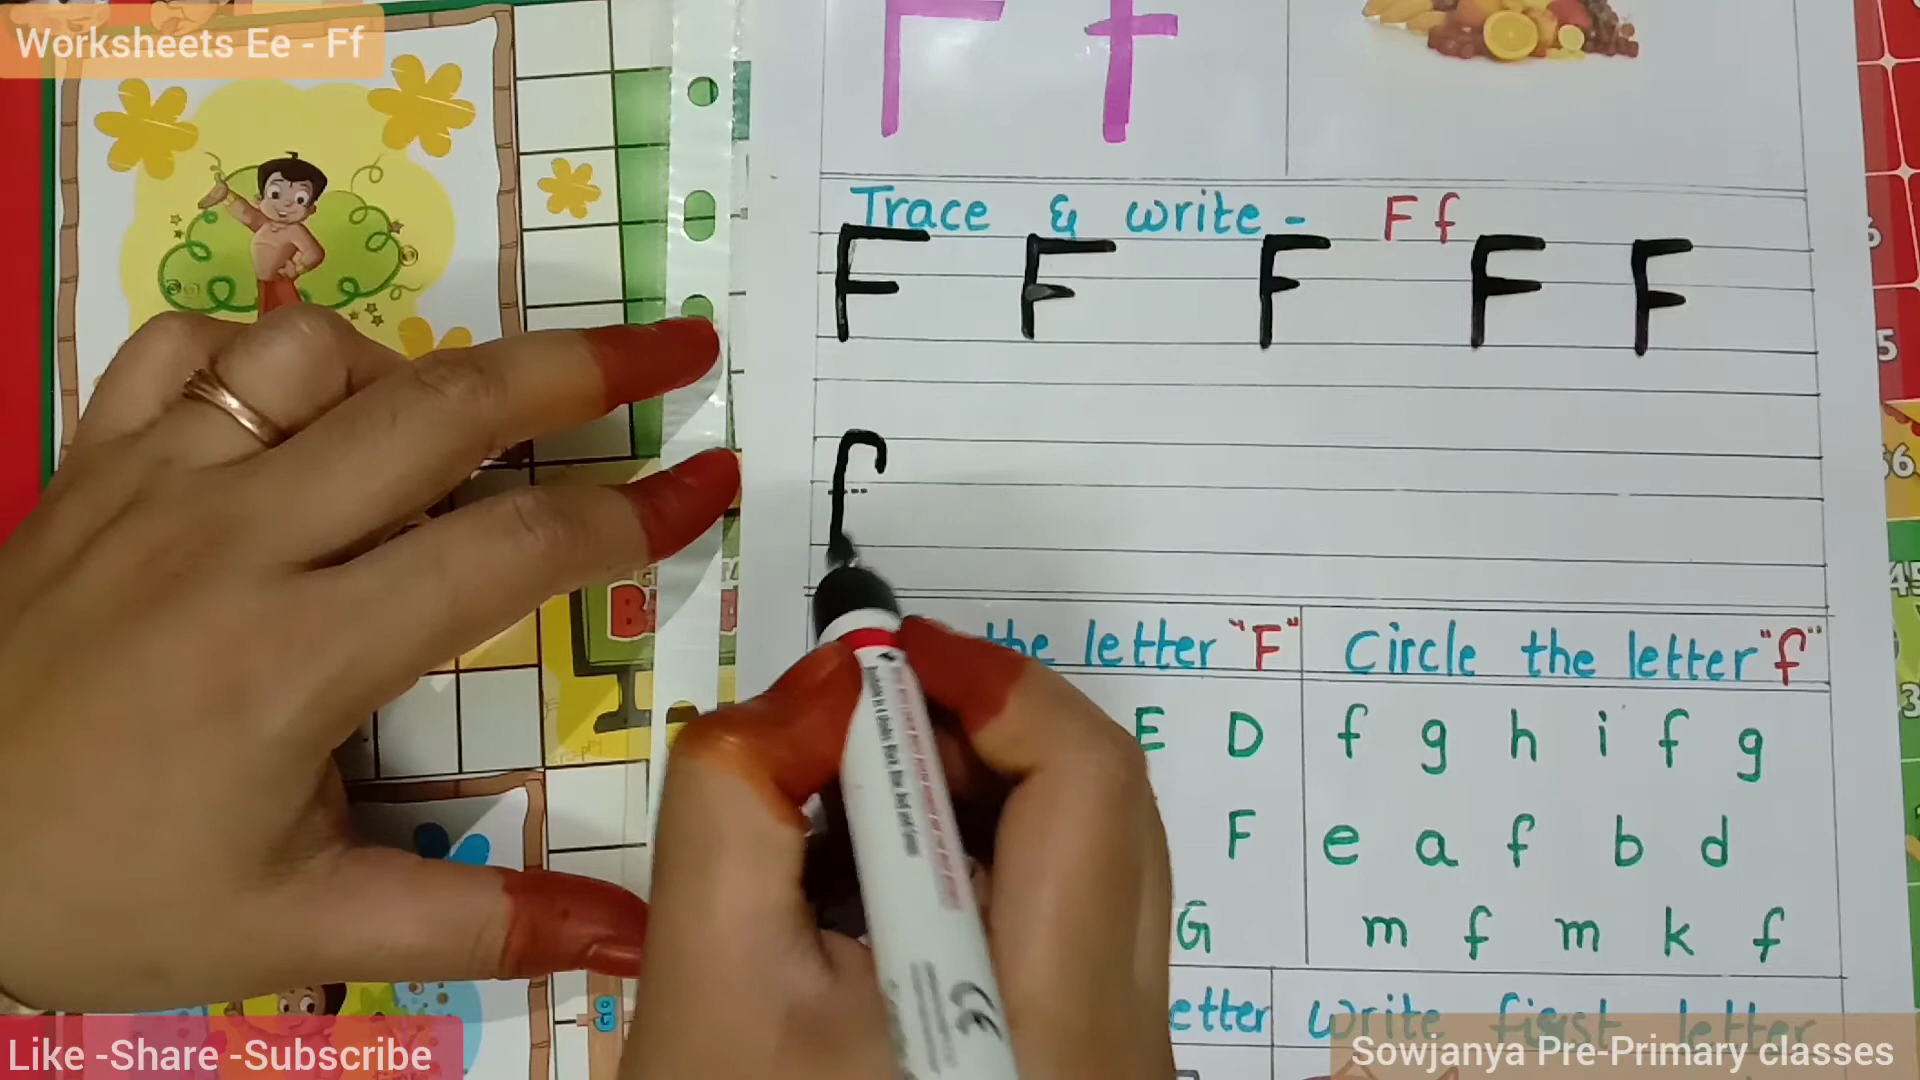 Worksheets Ee - Ff
F f
Trace & write - F f
F F F F F
the letter "F"
Circle the letter "f"
E D
f g h i f g
F
e a f b d
G
m f m k f
etter
write first letter
Like -Share -Subscribe
Sowjanya Pre-Primary classes